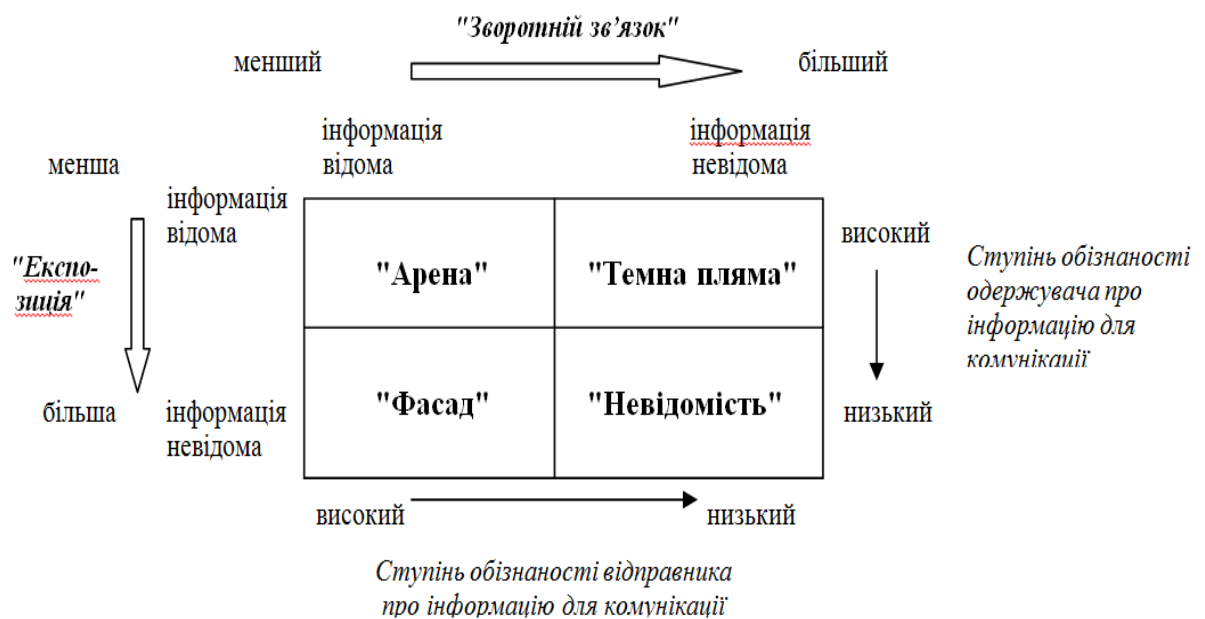 "Зворотній зв’язок"
менший
більший
інформація
відома
інформація
невідома
менша
інформація
відома
"Експо-
зиція"
більша
інформація
невідома
"Арена"
"Темна пляма"
"Фасад"
"Невідомість"
високий
низький
Ступінь обізнаності
одержувача про
інформацію для
комунікації
високий
низький
Ступінь обізнаності відправника
про інформацію для комунікації